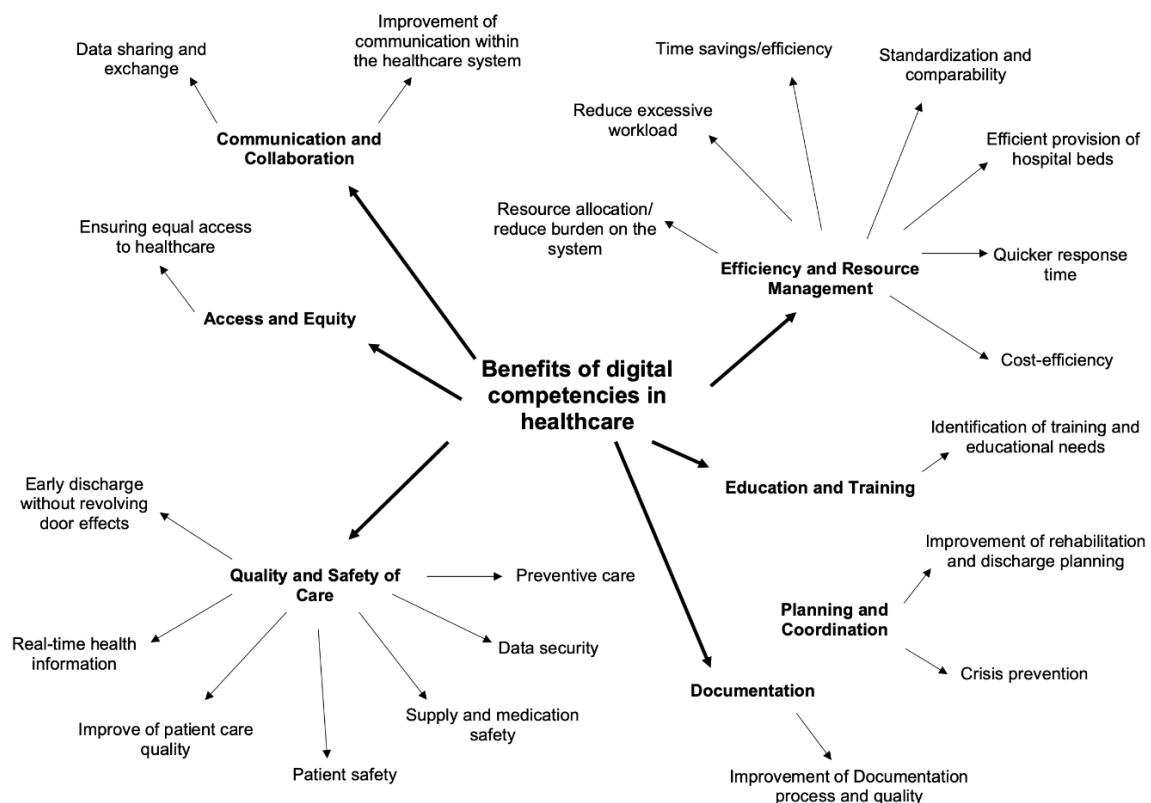 Data sharing and
exchange
Improvement of
communication within
the healthcare system
Communication and
Collaboration
Ensuring equal access
to healthcare
Access and Equity
Time savings/efficiency
Standardization and
comparability
Reduce excessive
workload
Efficient provision of
hospital beds
Resource allocation/
reduce burden on the
system
Efficiency and Resource
Management
Quicker response
time
Cost-efficiency
Benefits of digital
competencies in
healthcare
Identification of training and
educational needs
Education and Training
Early discharge
without revolving
door effects
Quality and Safety of
Care
Preventive care
Real-time health
information
Data security
Improve of patient care
quality
Supply and medication
safety
Patient safety
Improvement of rehabilitation
and discharge planning
Planning and
Coordination
Crisis prevention
Documentation
Improvement of Documentation
process and quality